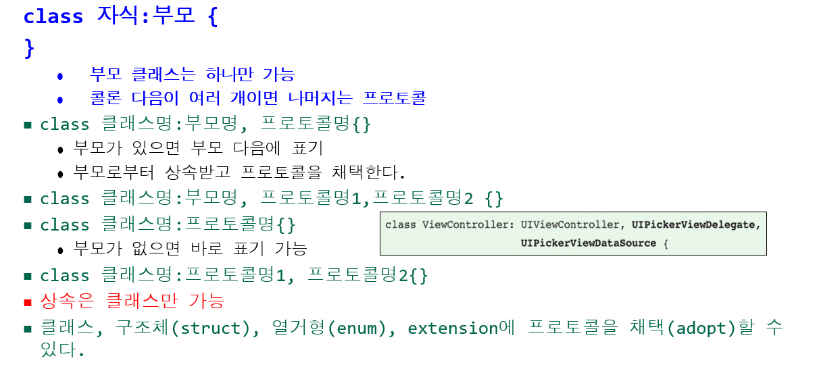 class 자식:부모 {
}
• 부모 클래스는 하나만 가능
• 콜론 다음이 여러 개이면 나머지는 프로토콜
■ class 클래스명:부모명, 프로토콜명{}
• 부모가 있으면 부모 다음에 표기
• 부모로부터 상속받고 프로토콜을 채택한다.
■ class 클래스명:부모명, 프로토콜명1,프로토콜명2 {}
■ class 클래스명:프로토콜명{}
class ViewController: UIViewController, UIPickerViewDelegate,
UIPickerViewDataSource {
• 부모가 없으면 바로 표기 가능
■ class 클래스명:프로토콜명1, 프로토콜명2{}
■ 상속은 클래스만 가능
■ 클래스, 구조체(struct), 열거형(enum), extension에 프로토콜을 채택(adopt)할 수
있다.